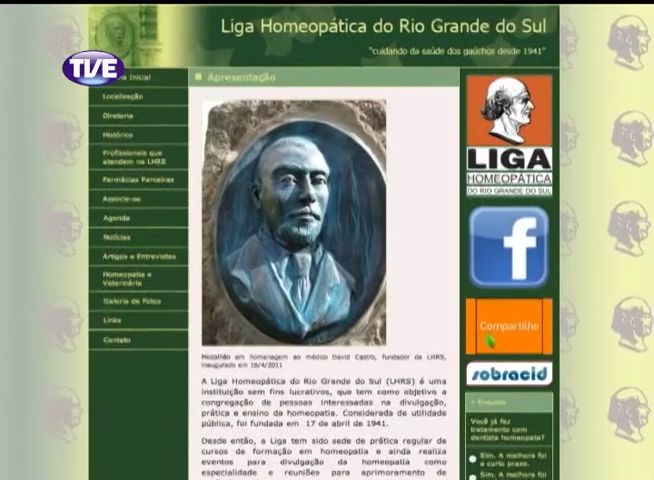 Liga Homeopática do Rio Grande do Sul
"cuidando da saúde dos gaúchos desde 1941"
TVE
Inicial
Localização
Diretoria
Histórico
Profissionais que
atendem na LHRS
Farmácias Parceiras
Associe-se
Agenda
Notícias
Artigos e Entrevistas
Homeopatia e
Veterinária
Galeria de Fotos
Links
Contato
Apresentação
Medalhão em homenagem ao médico David Castro, fundador da LHRS,
inaugurado em 16/4/2011
A Liga Homeopática do Rio Grande do Sul (LHRS) é uma
instituição sem fins lucrativos, que tem como objetivo a
congregação de pessoas interessadas na divulgação,
prática e ensino da homeopatia. Considerada de utilidade
pública, foi fundada em 17 de abril de 1941.
Desde então, a Liga tem sido sede de prática regular de
cursos de formação em homeopatia e ainda realiza
eventos para divulgação da homeopatia como
especialidade e reuniões para aprimoramento de
LIGA
HOMEOPÁTICA
DO RIO GRANDE DO SUL
f
Compartilhe
sobracid
Enquete
Você já fez
tratamento com
dentista homeopata?
Sim. A melhora foi
a curto prazo.
Sim. A melhora foi